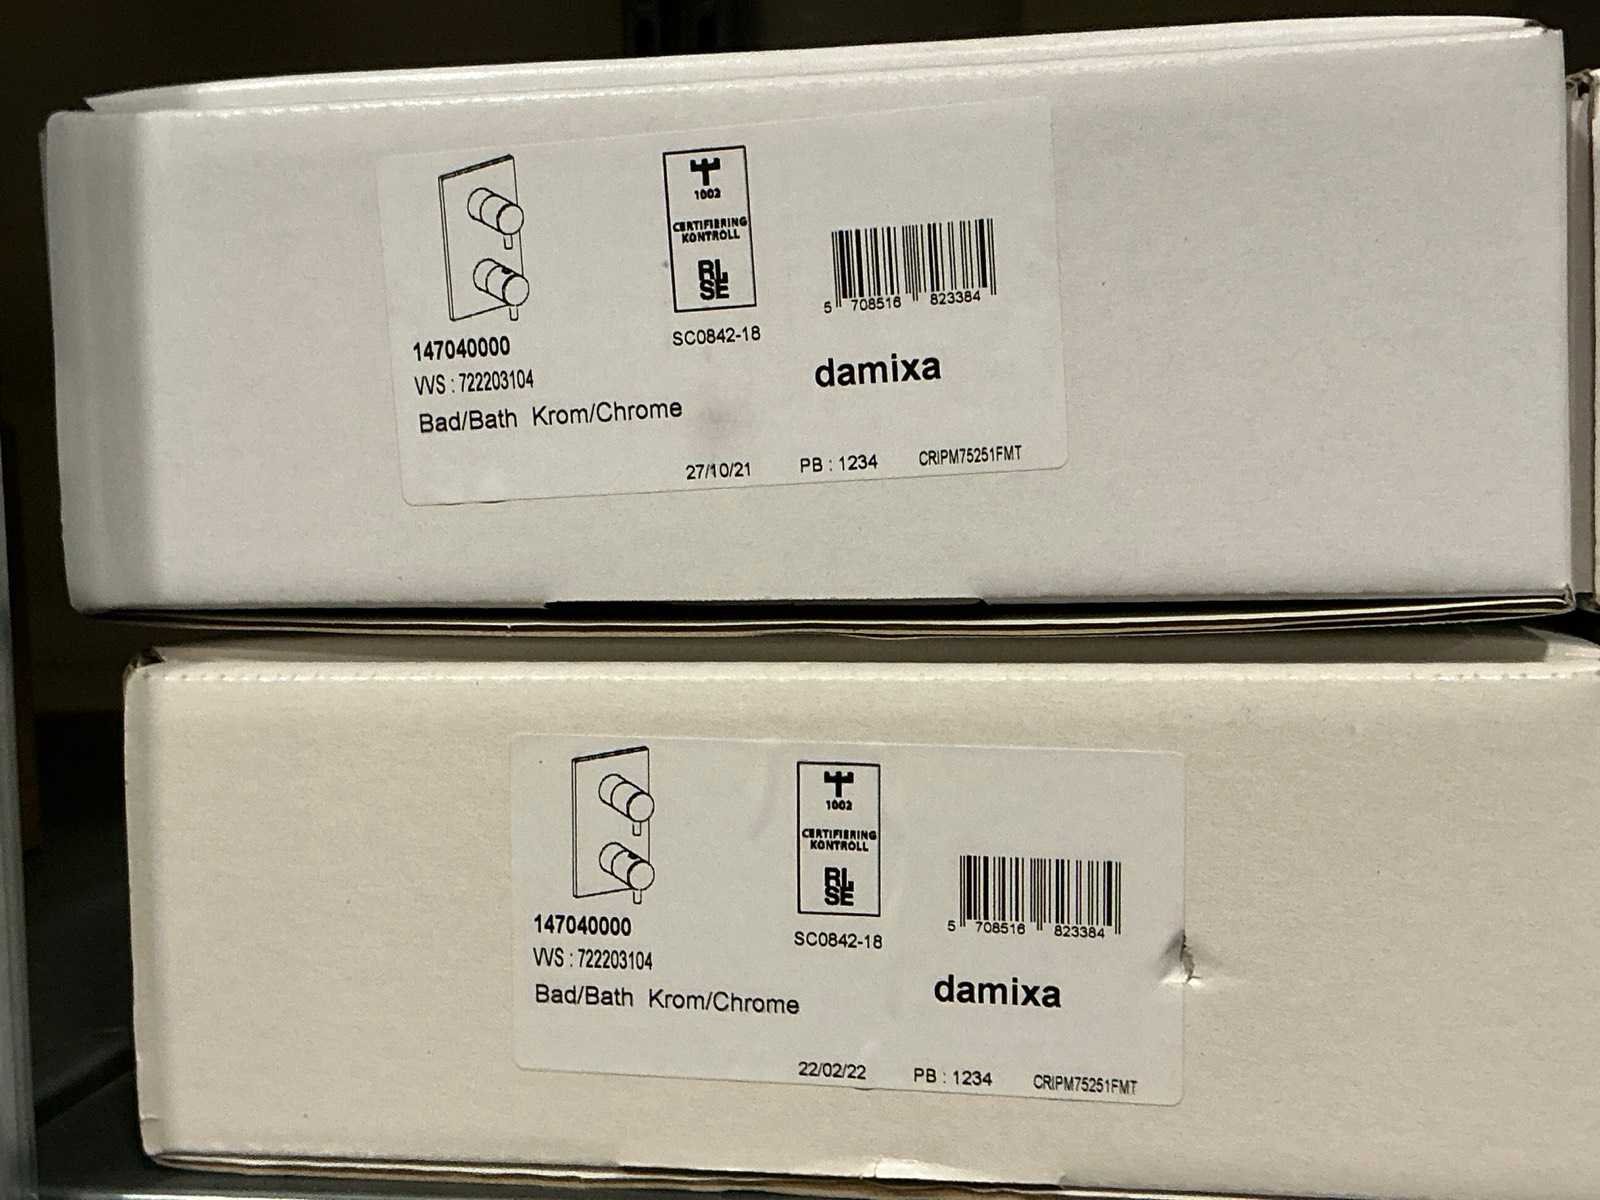 1002
CERTIFIERING
KONTROLL
RI
SE
SC0842-18
5 708516 823384
147040000
VVS : 722203104
Bad/Bath Krom/Chrome
damixa
27/10/21 PB : 1234 CRIPM75251FMT
1002
CERTIFIERING
KONTROLL
RI
SE
SC0842-18
5 708516 823384
147040000
VVS : 722203104
Bad/Bath Krom/Chrome
damixa
22/02/22 PB : 1234 CRIPM75251FMT